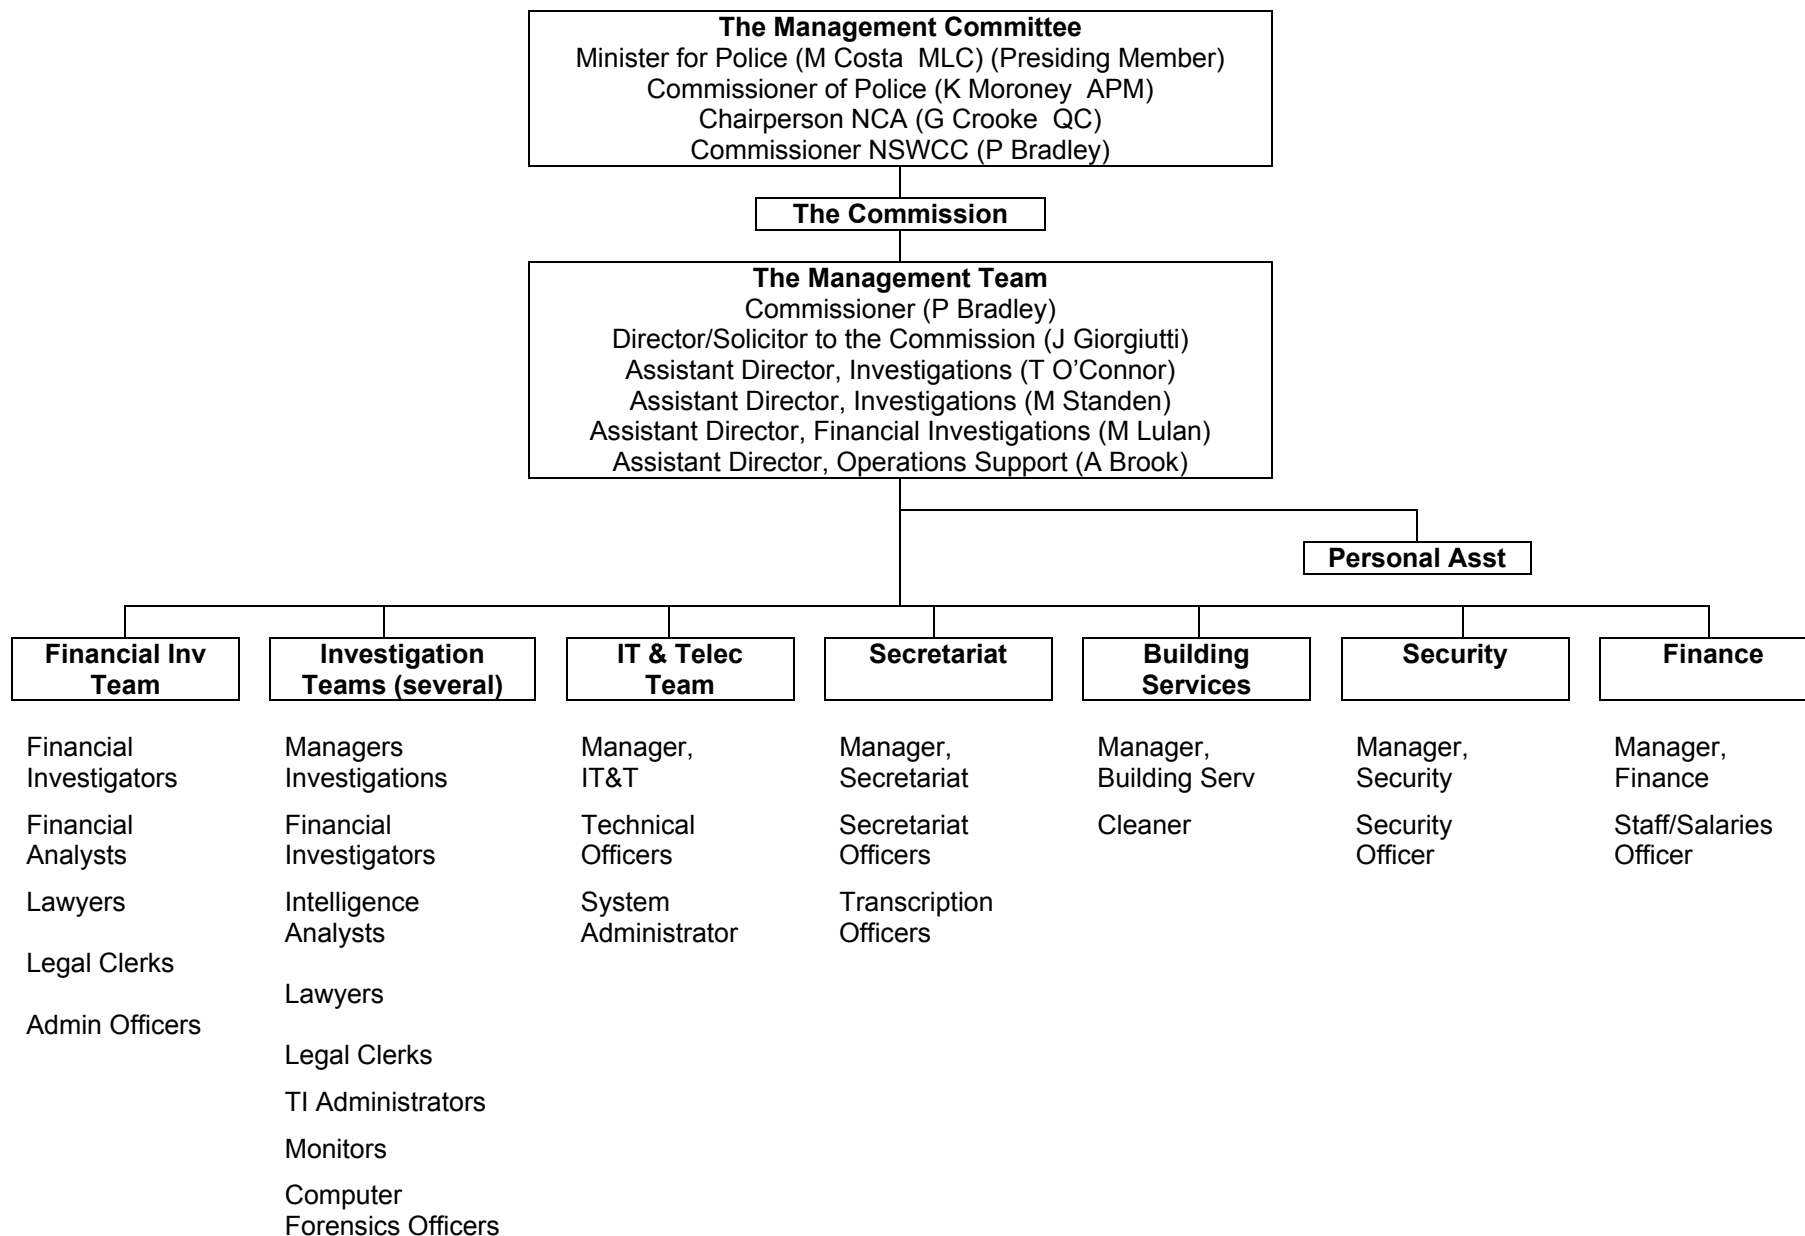 The Management Committee
Minister for Police (M Costa MLC) (Presiding Member)
Commissioner of Police (K Moroney APM)
Chairperson NCA (G Crooke QC)
Commissioner NSWCC (P Bradley)
The Commission
The Management Team
Commissioner (P Bradley)
Director/Solicitor to the Commission (J Giorgiutti)
Assistant Director, Investigations (T O’Connor)
Assistant Director, Investigations (M Standen)
Assistant Director, Financial Investigations (M Lulan)
Assistant Director, Operations Support (A Brook)
Personal Asst
Financial Inv
Team
Financial
Investigators
Financial
Analysts
Lawyers
Legal Clerks
Admin Officers
Investigation
Teams (several)
Managers
Investigations
Financial
Investigators
Intelligence
Analysts
Lawyers
Legal Clerks
TI Administrators
Monitors
Computer
Forensics Officers
IT & Telec
Team
Manager,
IT&T
Technical
Officers
System
Administrator
Secretariat
Manager,
Secretariat
Secretariat
Officers
Transcription
Officers
Building
Services
Manager,
Building Serv
Cleaner
Security
Manager,
Security
Security
Officer
Finance
Manager,
Finance
Staff/Salaries
Officer